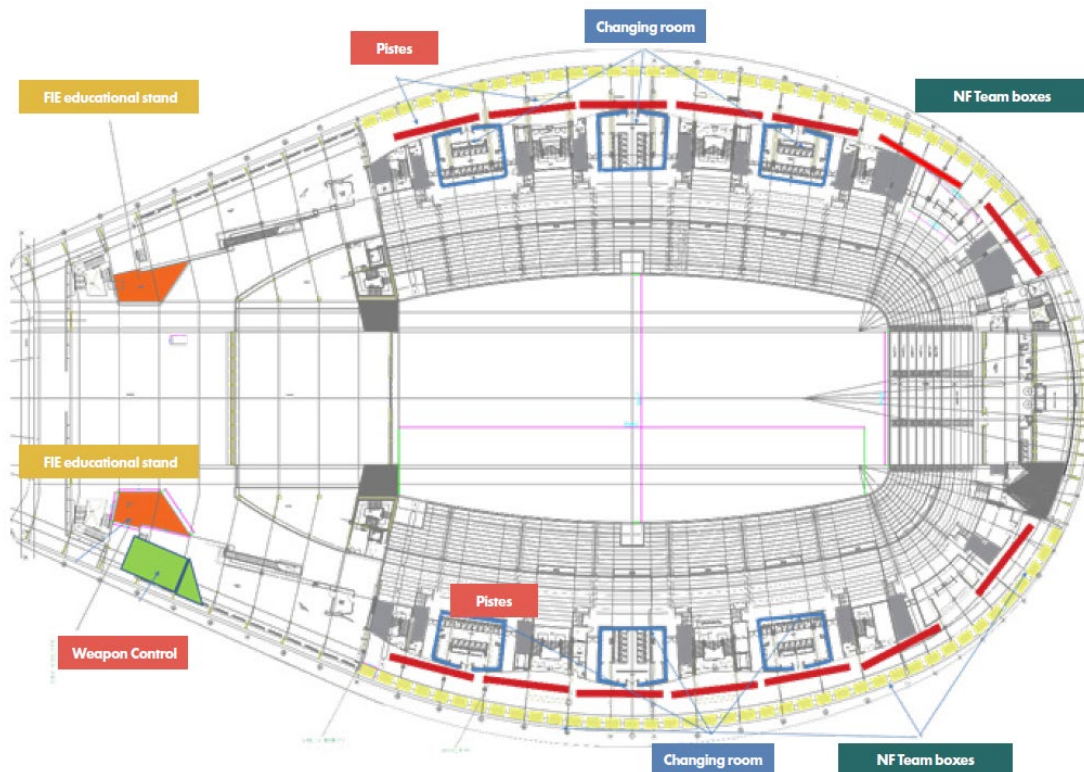 Changing room
Pistes
FIE educational stand
NF Team boxes
FIE educational stand
Pistes
Weapon Control
Changing room
NF Team boxes